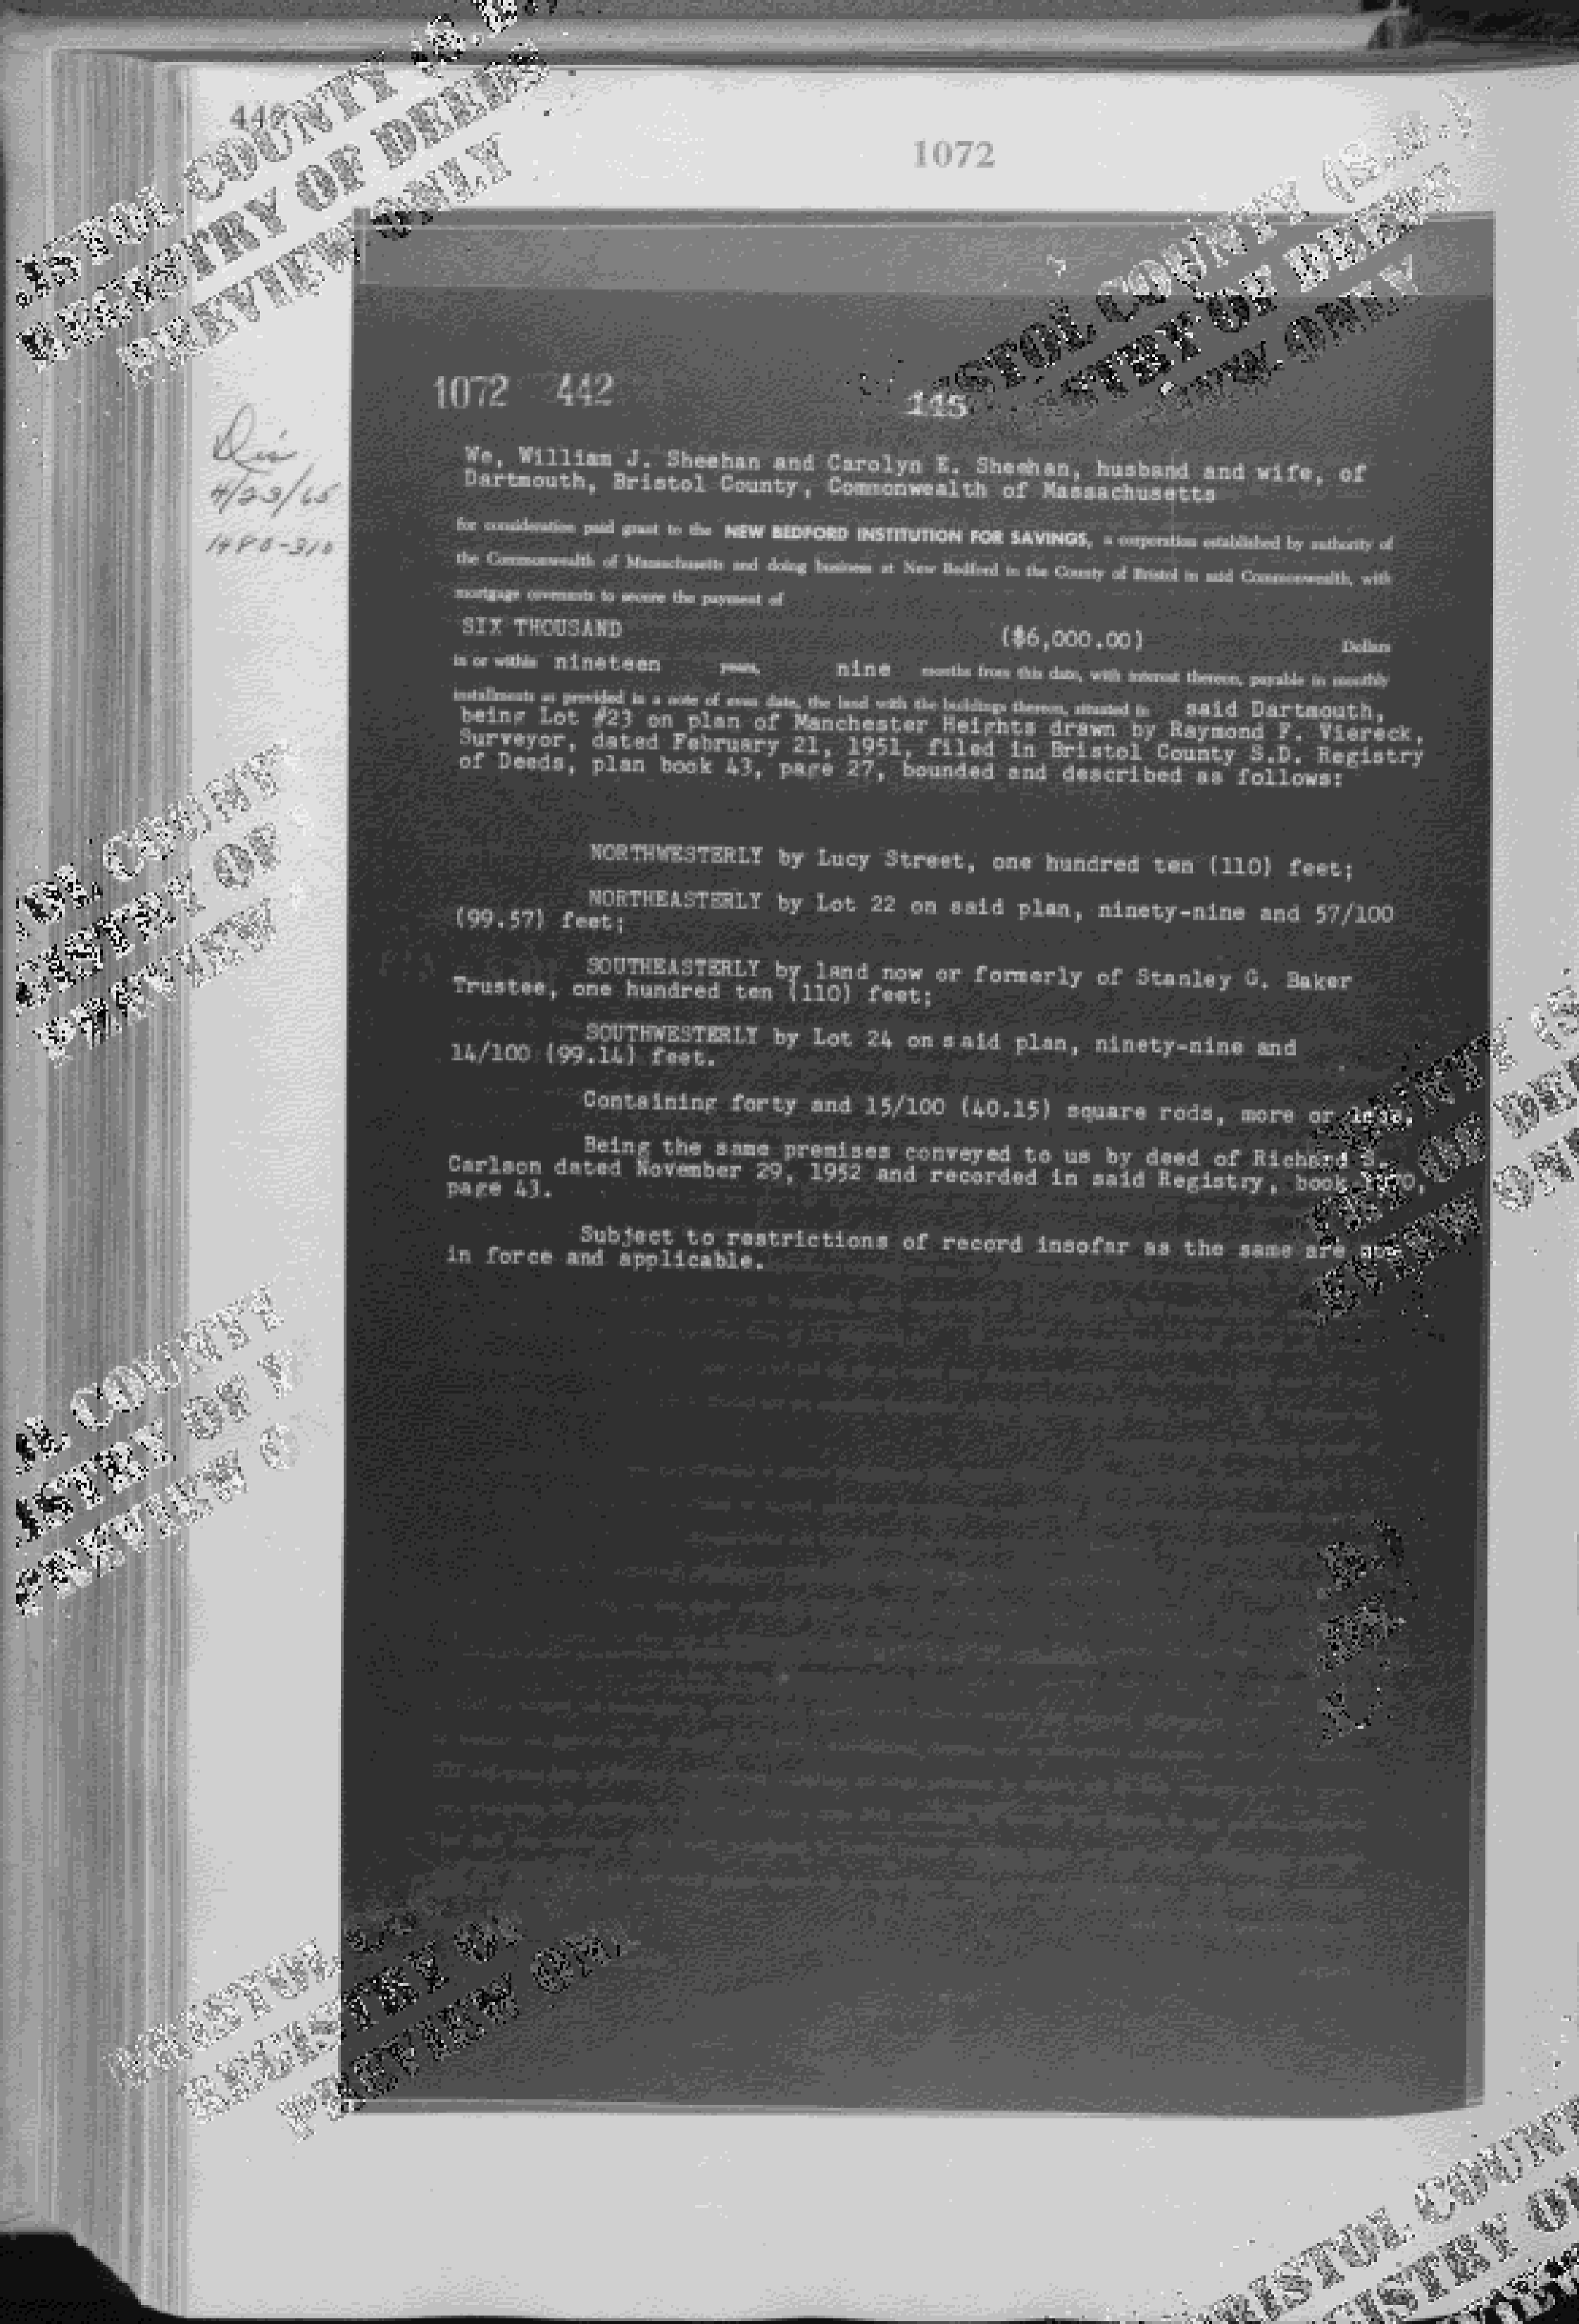 1072
1072 442
115
Dis
4/23/65
1480-310
We, William J. Sheehan and Carolyn E. Sheehan, husband and wife, of
Dartmouth, Bristol County, Commonwealth of Massachusetts
for consideration paid grant to the NEW BEDFORD INSTITUTION FOR SAVINGS, a corporation established by authority of
the Commonwealth of Massachusetts and doing business at New Bedford in the County of Bristol in said Commonwealth, with
mortgage covenants to secure the payment of
SIX THOUSAND ($6,000.00) Dollars
in or within nineteen years, nine months from this date, with interest thereon, payable in monthly
installments as provided in a note of even date, the land with the buildings thereon, situated in said Dartmouth,
being Lot #23 on plan of Manchester Heights drawn by Raymond F. Viereck,
Surveyor, dated February 21, 1951, filed in Bristol County S.D. Registry
of Deeds, plan book 43, page 27, bounded and described as follows:
NORTHWESTERLY by Lucy Street, one hundred ten (110) feet;
NORTHEASTERLY by Lot 22 on said plan, ninety-nine and 57/100
(99.57) feet;
SOUTHEASTERLY by land now or formerly of Stanley G. Baker
Trustee, one hundred ten (110) feet;
SOUTHWESTERLY by Lot 24 on said plan, ninety-nine and
14/100 (99.14) feet.
Containing forty and 15/100 (40.15) square rods, more or less,
Being the same premises conveyed to us by deed of Richard
Carlson dated November 29, 1952 and recorded in said Registry, book
page 43.
Subject to restrictions of record insofar as the same are now
in force and applicable.
BRISTOL COUNTY (S.D.)
REGISTRY OF DEEDS
PREVIEW ONLY